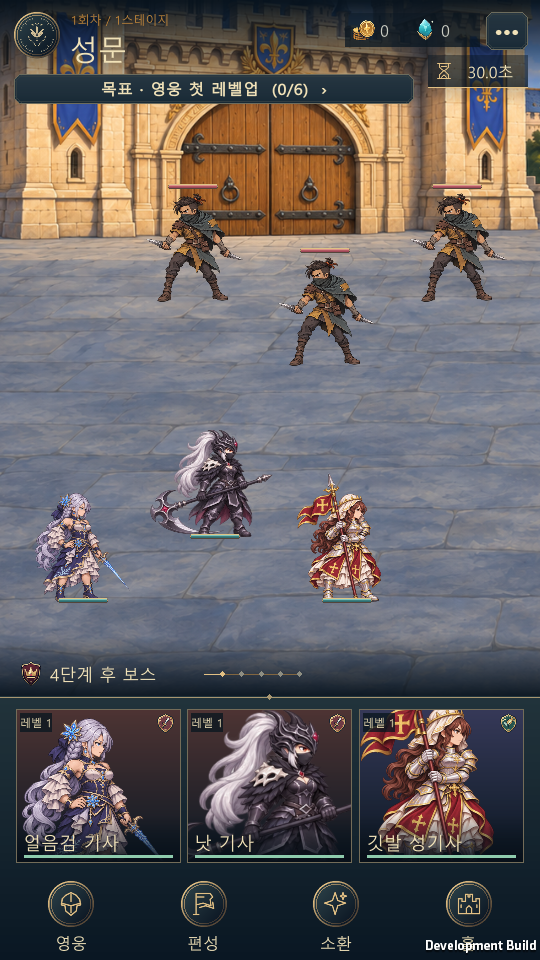 1회차 / 1스테이지
성문
0
0
30.0초
목표 · 영웅 첫 레벨업 (0/6) ›
4단계 후 보스
레벨 1
레벨 1
레벨 1
얼음검 기사
낫 기사
깃발 성기사
영웅
편성
소환
홈
Development Build